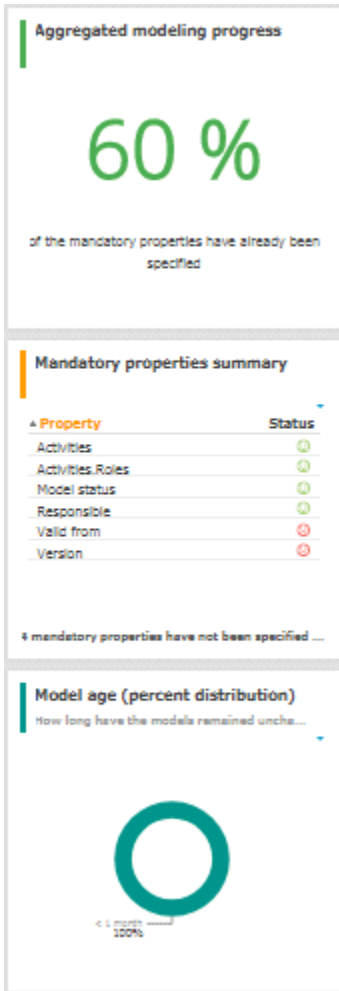 Aggregated modeling progress
60 %
of the mandatory properties have already been
specified
Mandatory properties summary
Property Status
Activities
Activities.Roles
Model status
Responsible
Valid from
Version
4 mandatory properties have not been specified ...
Model age (percent distribution)
How long have the models remained uncha...
< 1 month
100%